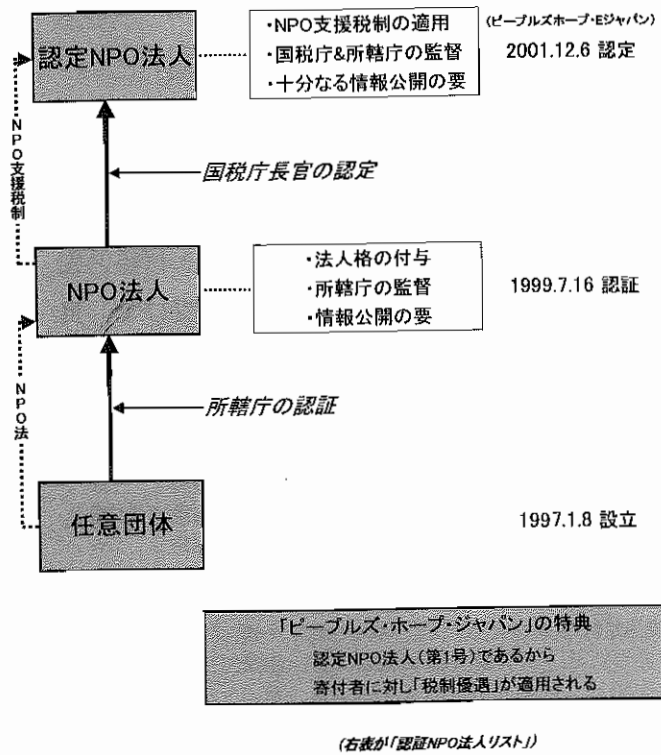 認定NPO法人
・NPO支援税制の適用
・国税庁&所轄庁の監督
・十分なる情報公開の要
(ピープルズホープ・Eジャパン)
2001.12.6 認定
NPO支援税制
国税庁長官の認定
NPO法人
・法人格の付与
・所轄庁の監督
・情報公開の要
1999.7.16 認証
NPO法
所轄庁の認証
任意団体
1997.1.8 設立
「ピープルズ・ホープ・ジャパン」の特典
認定NPO法人(第1号)であるから
寄付者に対し「税制優遇」が適用される
(右表が「認証NPO法人リスト」)